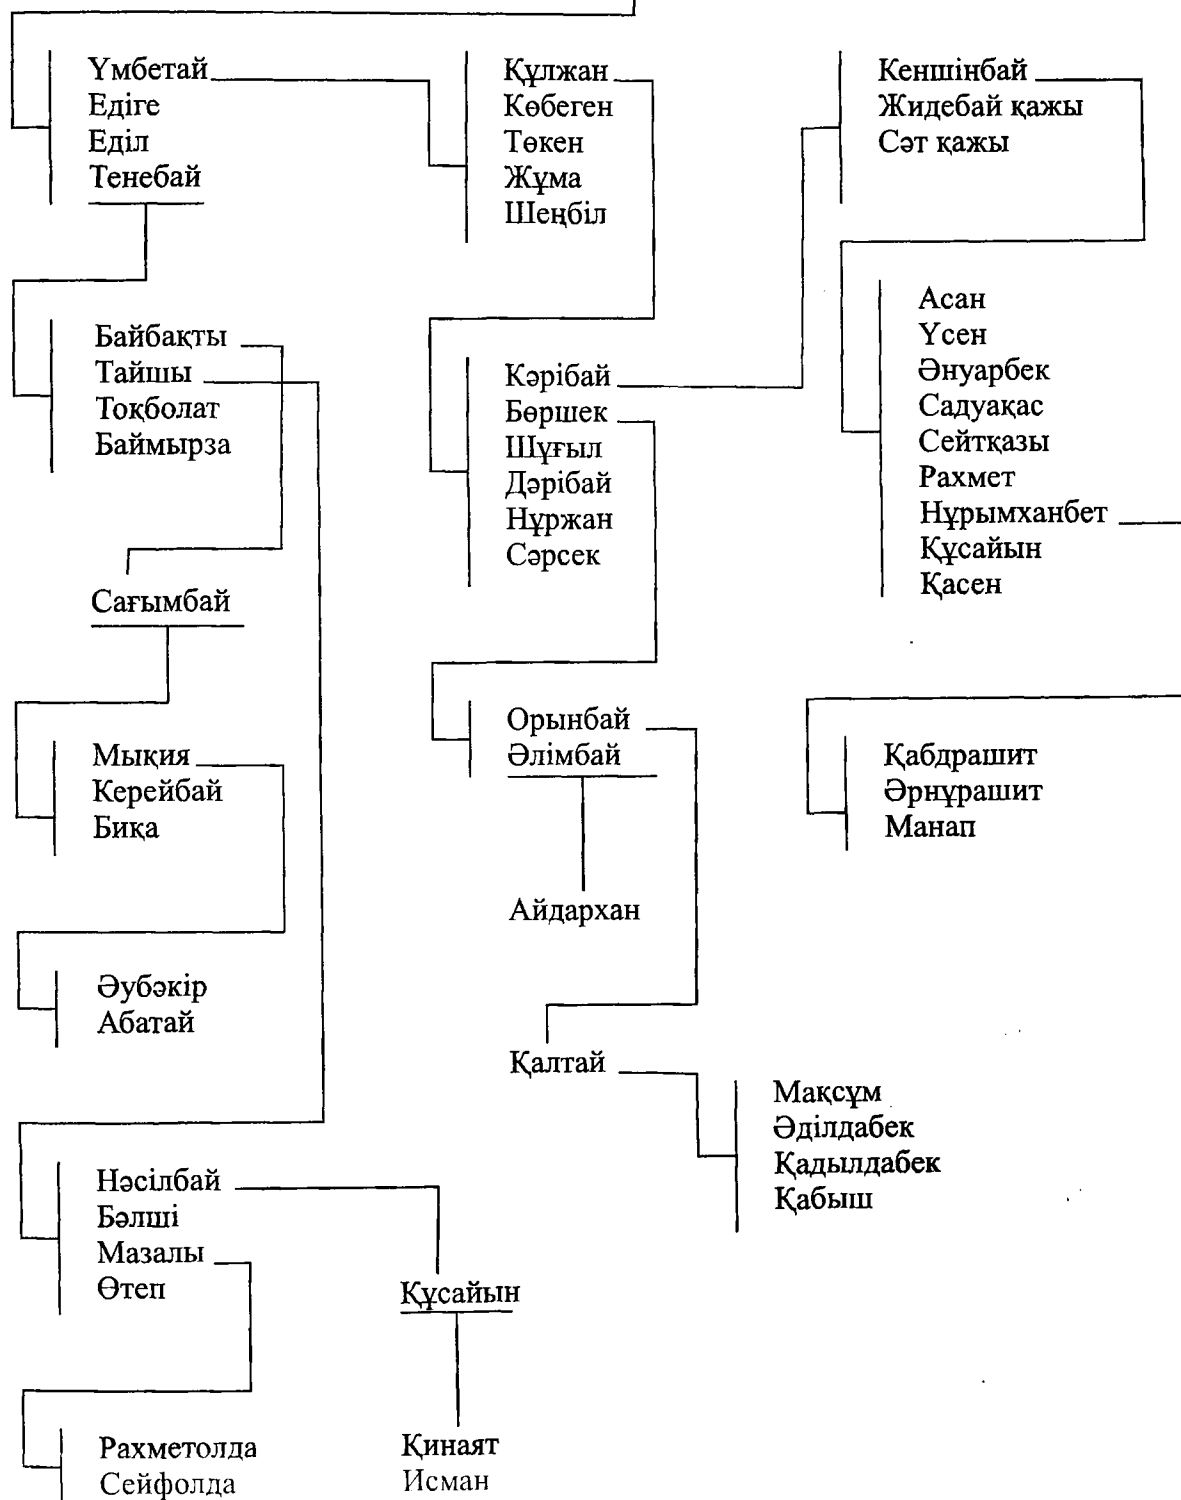 Үмбетай
Едіге
Еділ
Тенебай
Құлжан
Көбеген
Төкен
Жұма
Шеңбіл
Кеншінбай
Жидебай қажы
Сәт қажы
Байбақты
Тайшы
Тоқболат
Баймырза
Кәрібай
Бөршек
Шұғыл
Дәрібай
Нұржан
Сәрсек
Асан
Үсен
Әнуарбек
Садуақас
Сейтқазы
Рахмет
Нұрымханбет
Құсайын
Қасен
Сағымбай
Мықия
Керейбай
Биқа
Орынбай
Әлімбай
Қабдрашит
Әрнұрашит
Манап
Айдархан
Әубәкір
Абатай
Қалтай
Мақсұм
Әділдабек
Қадылдабек
Қабыш
Нәсілбай
Бәлші
Мазалы
Өтеп
Құсайын
Рахметолда
Сейфолда
Қинаят
Исман